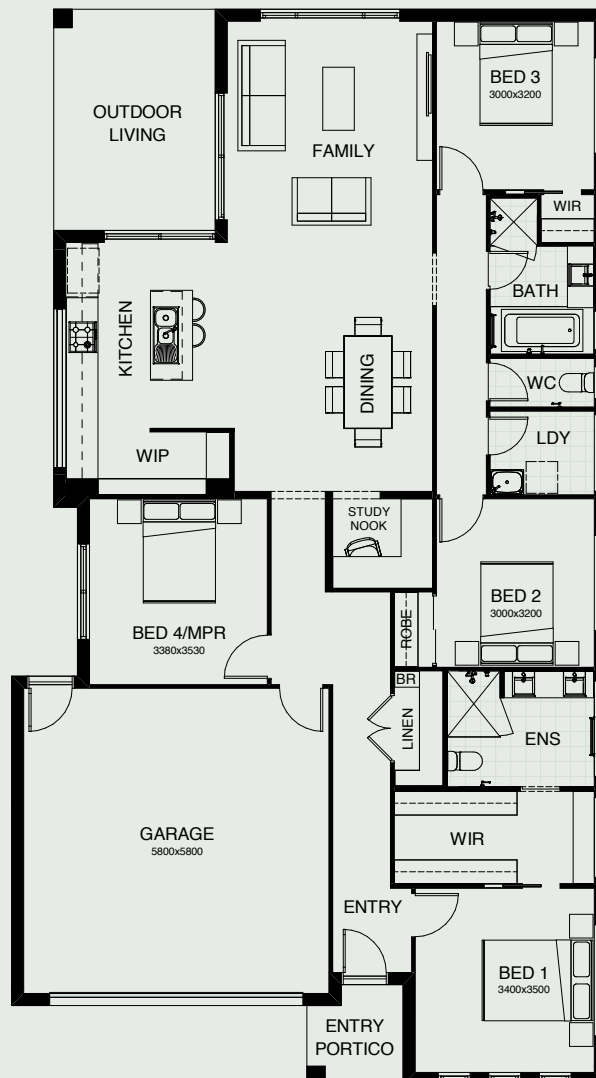 BED 3
3000x3200
OUTDOOR
LIVING
FAMILY
WIR
BATH
KITCHEN
DINING
WC
LDY
WIP
STUDY
NOOK
BED 2
3000x3200
ROBE
BED 4/MPR
3380x3530
BR
LINEN
ENS
GARAGE
5800x5800
WIR
ENTRY
BED 1
3400x3500
ENTRY
PORTICO